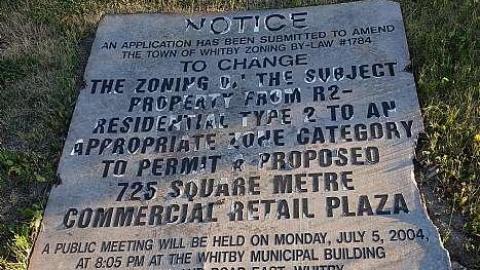 NOTICE
AN APPLICATION HAS BEEN SUBMITTED TO AMEND
THE TOWN OF WHITBY ZONING BY-LAW #1784
TO CHANGE
THE ZONING OF THE SUBJECT
PROPERTY FROM R2-
RESIDENTIAL TYPE 2 TO AN
APPROPRIATE ZONE CATEGORY
TO PERMIT A PROPOSED
725 SQUARE METRE
COMMERCIAL RETAIL PLAZA
A PUBLIC MEETING WILL BE HELD ON MONDAY, JULY 5, 2004,
AT 8:05 PM AT THE WHITBY MUNICIPAL BUILDING
ROAD EAST, WHITBY